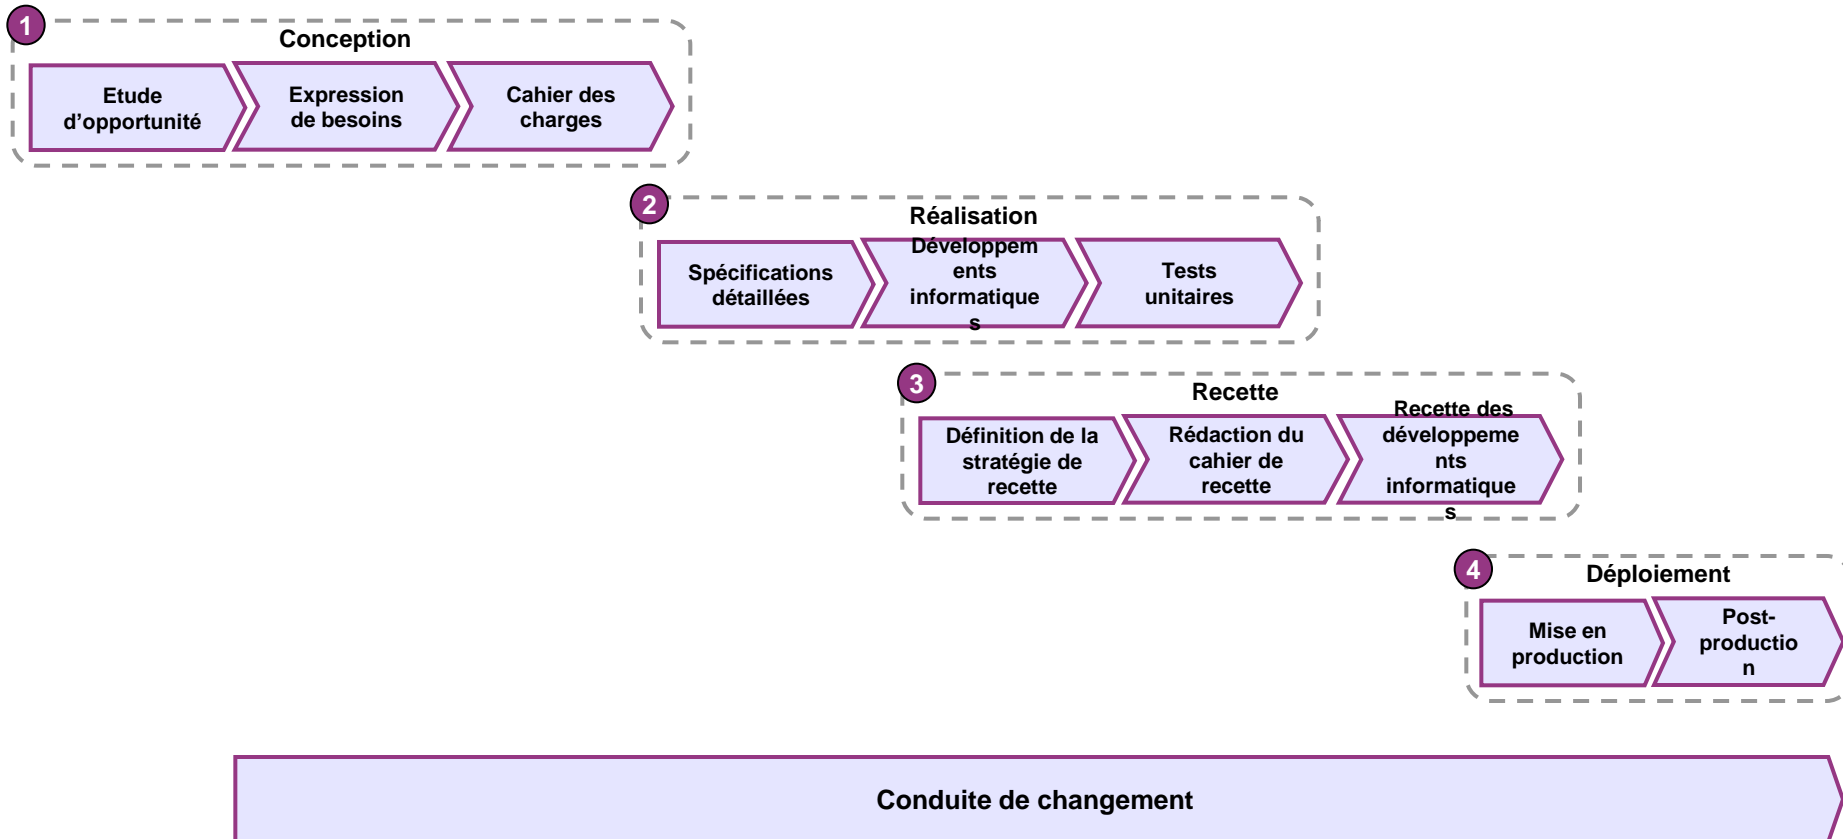 1
Conception
Etude
d’opportunité
Expression
de besoins
Cahier des
charges
2
Réalisation
Spécifications
détaillées
Développem
ents
informatique
s
Tests
unitaires
3
Recette
Définition de la
stratégie de
recette
Rédaction du
cahier de
recette
Recette des
développeme
nts
informatique
s
4
Déploiement
Mise en
production
Post-
productio
n
Conduite de changement